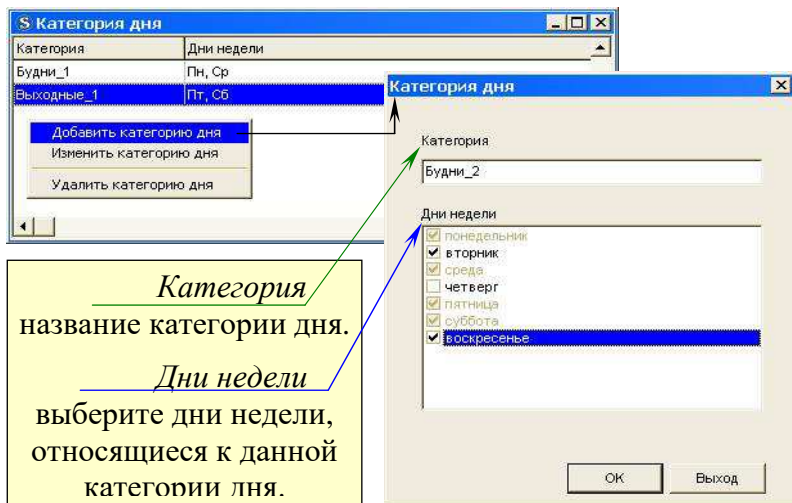 Категория дня
Категория Дни недели
Будни_1 Пн, Ср
Выходные_1 Пт, Сб
Добавить категорию дня
Изменить категорию дня
Удалить категорию дня
Категория дня
Категория
Будни_2
Дни недели
понедельник
вторник
среда
четверг
пятница
суббота
воскресенье
ОК Выход
Категория
название категории дня.
Дни недели
выберите дни недели,
относящиеся к данной
категории дня.